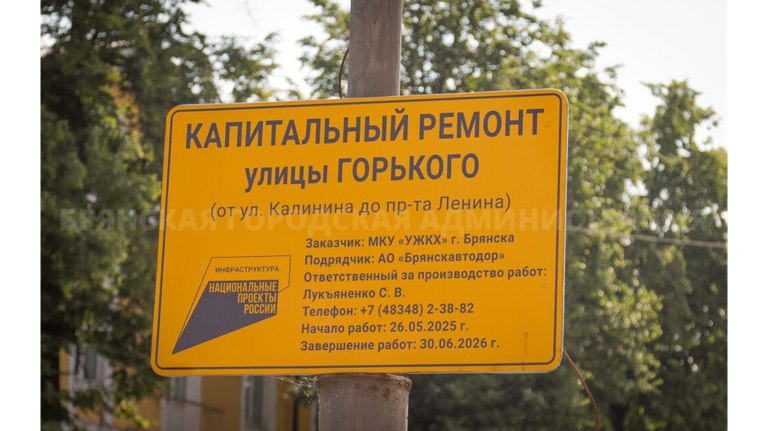 КАПИТАЛЬНЫЙ РЕМОНТ
улицы ГОРЬКОГО
(от ул. Калинина до пр-та Ленина)
БРЯНСКАЯ ГОРОДСКАЯ АДМИНИСТРАЦИЯ
Заказчик: МКУ «УЖКХ» г. Брянска
Подрядчик: АО «Брянскавтодор»
Ответственный за производство работ:
Лукъяненко С. В.
Телефон: +7 (48348) 2-38-82
Начало работ: 26.05.2025 г.
Завершение работ: 30.06.2026 г.
ИНФРАСТРУКТУРА
НАЦИОНАЛЬНЫЕ
ПРОЕКТЫ
РОССИИ